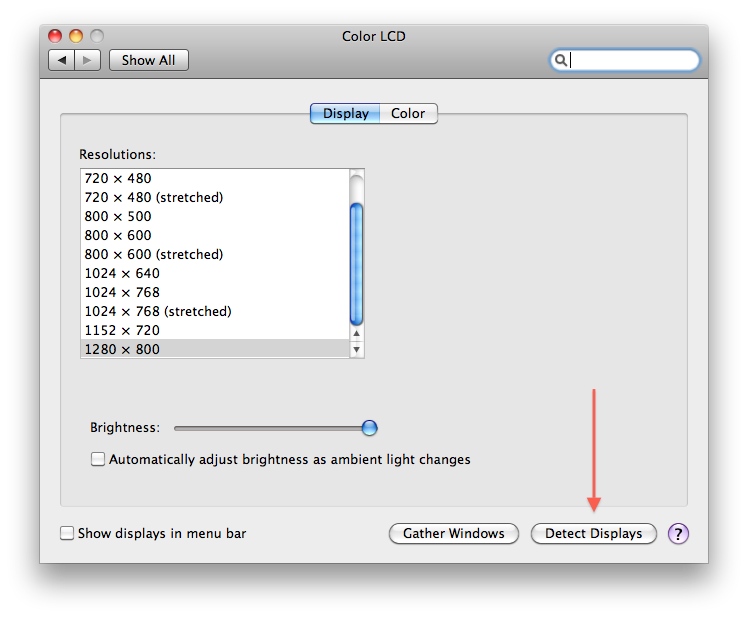 Color LCD
Show All
Display Color
Resolutions:
720 × 480
720 × 480 (stretched)
800 × 500
800 × 600
800 × 600 (stretched)
1024 × 640
1024 × 768
1024 × 768 (stretched)
1152 × 720
1280 × 800
Brightness:
Automatically adjust brightness as ambient light changes
Show displays in menu bar Gather Windows Detect Displays ?